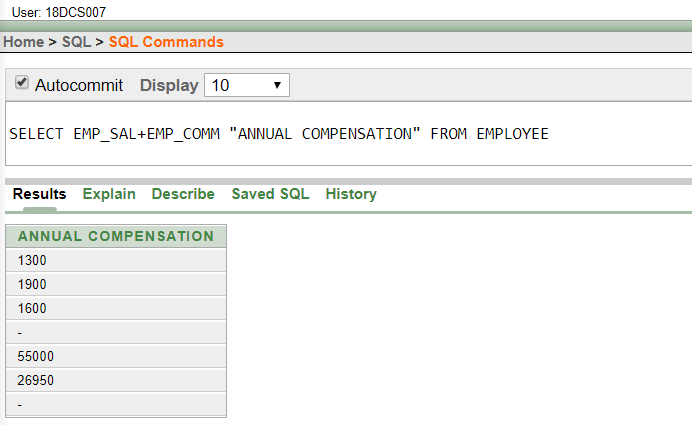 User: 18DCS007
Home > SQL > SQL Commands
Autocommit Display 10
SELECT EMP_SAL+EMP_COMM "ANNUAL COMPENSATION" FROM EMPLOYEE
Results Explain Describe Saved SQL History
ANNUAL COMPENSATION
1300
1900
1600
-
55000
26950
-